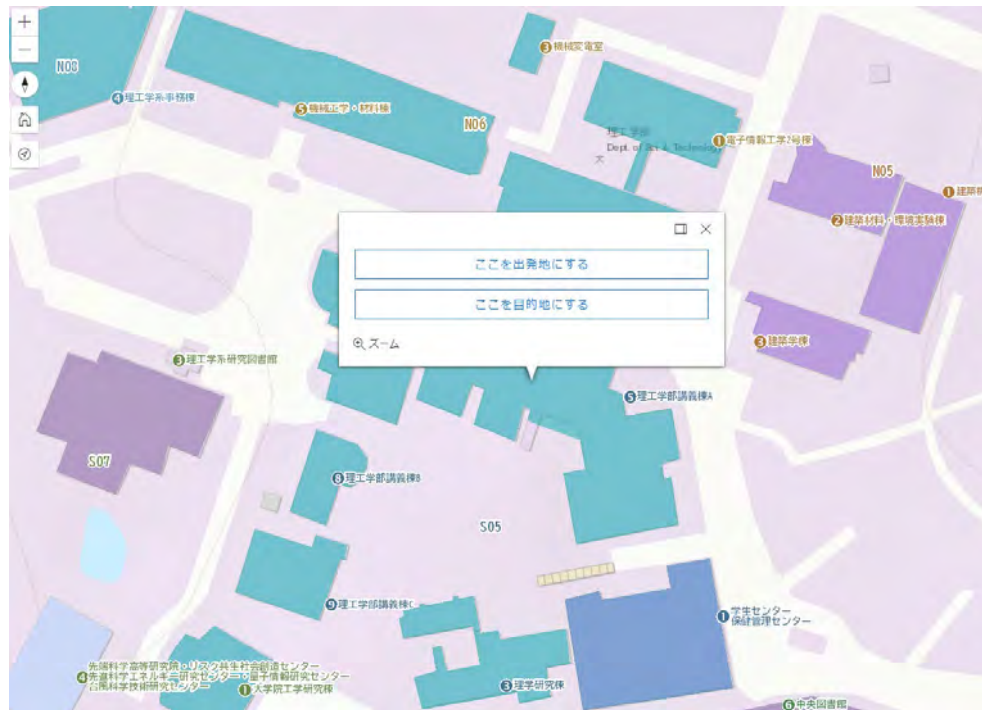 N08
④理工学系事務棟
⑤機械工学・材料棟
N06
③機械変電室
理工学部
Dept. of Sci & Technology
①電子情報工学2号棟
N05
①建築
②建築材料・環境実験棟
ここを出発地にする
ここを目的地にする
ズーム
③建築学棟
③理工学系研究図書館
⑤理工学部講義棟A
S07
⑧理工学部講義棟B
S05
⑨理工学部講義棟C
①学生センター
保健管理センター
先端科学高等研究院・リスク共生社会創造センター
④先進科学エネルギー研究センター・量子情報研究センター
台風科学技術研究センター
①大学院工学研究棟
③理学研究棟
⑥中央図書館